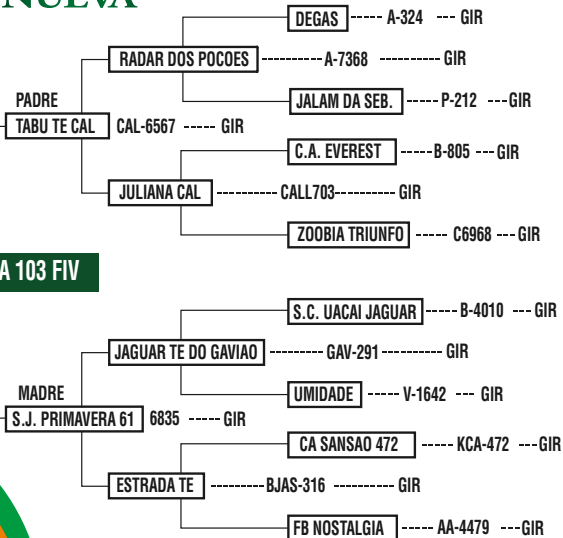 NUEVA
DEGAS ----- A-324 --- GIR
RADAR DOS POCOES ---------- A-7368 ---------- GIR
PADRE
JALAM DA SEB. ----- P-212 --- GIR
TABU TE CAL CAL-6567 ----- GIR
C.A. EVEREST ----- B-805 --- GIR
JULIANA CAL ---------- CALL703---------- GIR
ZOOBIA TRIUNFO ----- C6968 --- GIR
A 103 FIV
S.C. UACAI JAGUAR ----- B-4010 --- GIR
JAGUAR TE DO GAVIAO --------- GAV-291 ---------- GIR
MADRE
UMIDADE ----- V-1642 --- GIR
S.J. PRIMAVERA 61 6835 ----- GIR
CA SANSAO 472 ----- KCA-472 ---GIR
ESTRADA TE ---------BJAS-316 ---------- GIR
FB NOSTALGIA ----- AA-4479 ---GIR